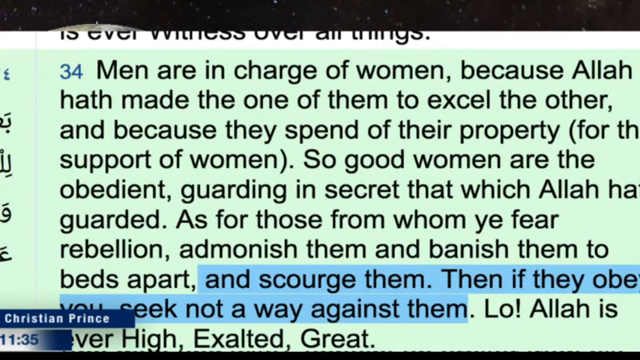 is ever Witness over all things.
34 Men are in charge of women, because Allah
hath made the one of them to excel the other,
and because they spend of their property (for th
support of women). So good women are the
obedient, guarding in secret that which Allah hat
guarded. As for those from whom ye fear
rebellion, admonish them and banish them to
beds apart, and scourge them. Then if they obey
you, seek not a way against them. Lo! Allah is
ever High, Exalted, Great.
Christian Prince
11:35